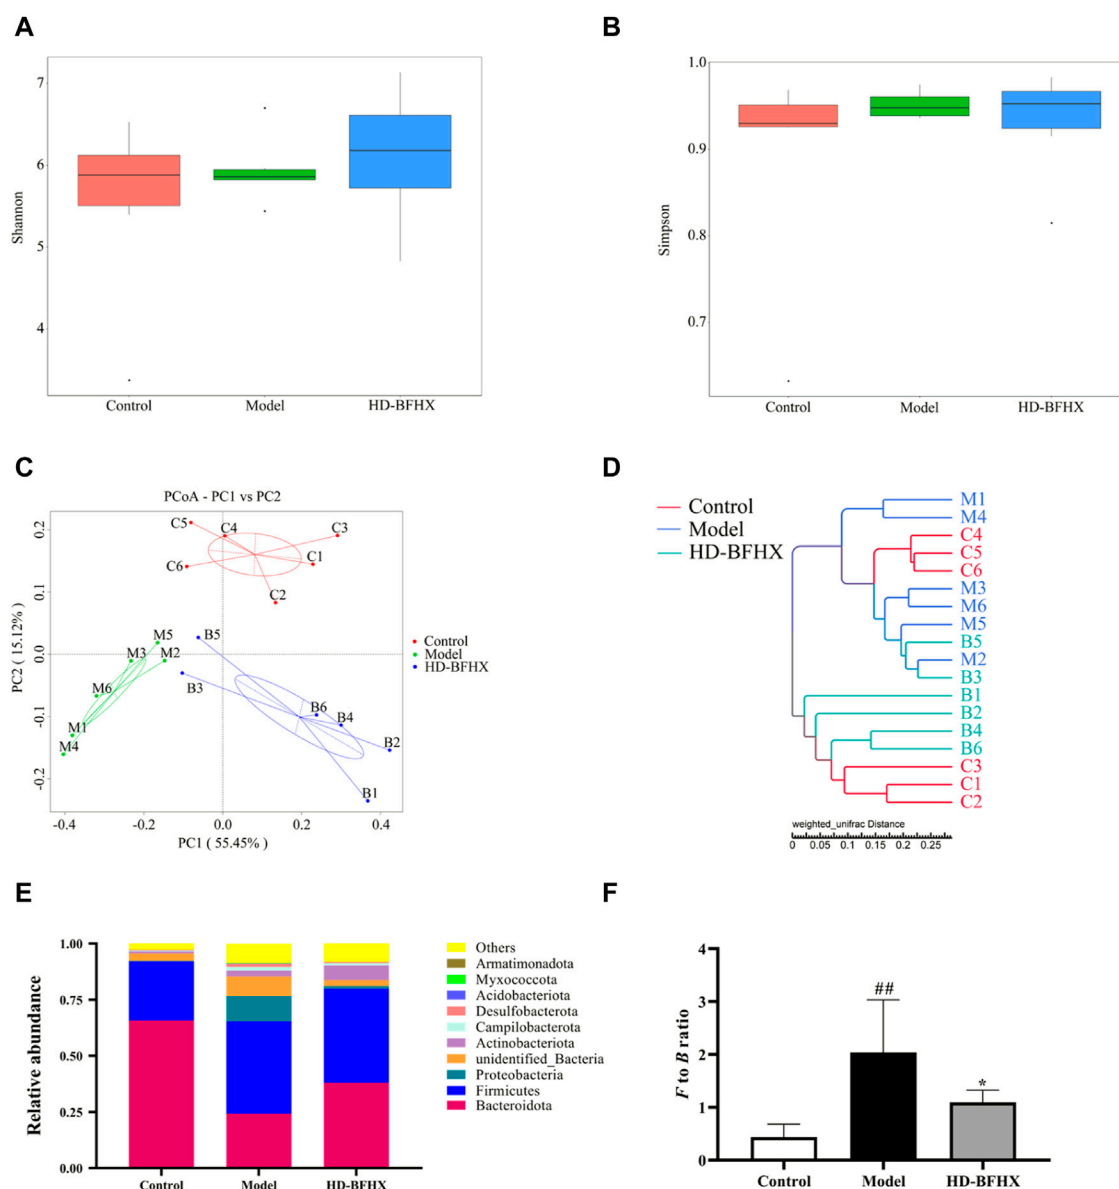 A
Shannon
7
6
5
4
Control Model HD-BFHX
B
Simpson
1.0
0.9
0.8
0.7
Control Model HD-BFHX
C
PCoA - PC1 vs PC2
PC2 ( 15.12%)
0.2
0.1
0.0
-0.1
-0.2
C5
C4
C3
C6
C1
C2
M5
B5
M3
M2
M6
B3
M1
M4
B6
B4
B2
B1
Control
Model
HD-BFHX
-0.4 -0.2 0.0 0.2 0.4
PC1 ( 55.45%)
D
Control
Model
HD-BFHX
M1
M4
C4
C5
C6
M3
M6
M5
B5
M2
B3
B1
B2
B4
B6
C3
C1
C2
weighted_unifrac Distance
0 0.05 0.1 0.15 0.2 0.25
E
Relative abundance
1.00
0.75
0.50
0.25
0.00
Control Model HD-BFHX
Others
Armatimonadota
Myxococcota
Acidobacteriota
Desulfobacterota
Campilobacterota
Actinobacteriota
unidentified_Bacteria
Proteobacteria
Firmicutes
Bacteroidota
F
F to B ratio
4
3
2
1
0
##
*
Control Model HD-BFHX